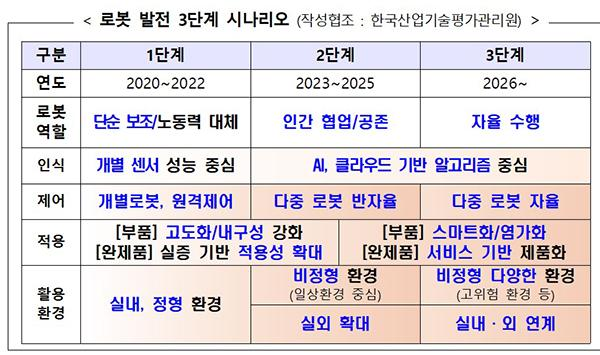 < 로봇 발전 3단계 시나리오 (작성협조 : 한국산업기술평가관리원) >
구분 1단계 2단계 3단계
연도 2020~2022 2023~2025 2026~
로봇
역할 단순 보조/노동력 대체 인간 협업/공존 자율 수행
인식 개별 센서 성능 중심 AI, 클라우드 기반 알고리즘 중심
제어 개별로봇, 원격제어 다중 로봇 반자율 다중 로봇 자율
적용 [부품] 고도화/내구성 강화 [부품] 스마트화/염가화
[완제품] 실증 기반 적용성 확대 [완제품] 서비스 기반 제품화
활용
환경 실내, 정형 환경 비정형 환경 비정형 다양한 환경
(일상환경 중심) (고위험 환경 등)
실외 확대 실내·외 연계